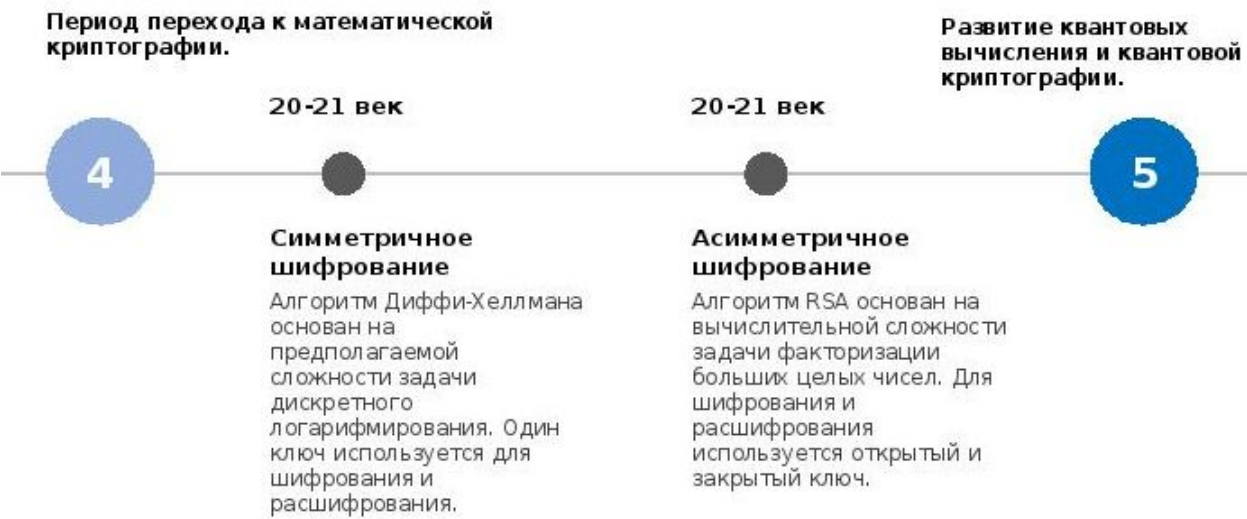 Период перехода к математической
криптографии.
Развитие квантовых
вычисления и квантовой
криптографии.
20-21 век
20-21 век
4
5
Симметричное
шифрование
Алгоритм Диффи-Хеллмана
основан на
предполагаемой
сложности задачи
дискретного
логарифмирования. Один
ключ используется для
шифрования и
расшифрования.
Асимметричное
шифрование
Алгоритм RSA основан на
вычислительной сложности
задачи факторизации
больших целых чисел. Для
шифрования и
расшифрования
используется открытый и
закрытый ключ.